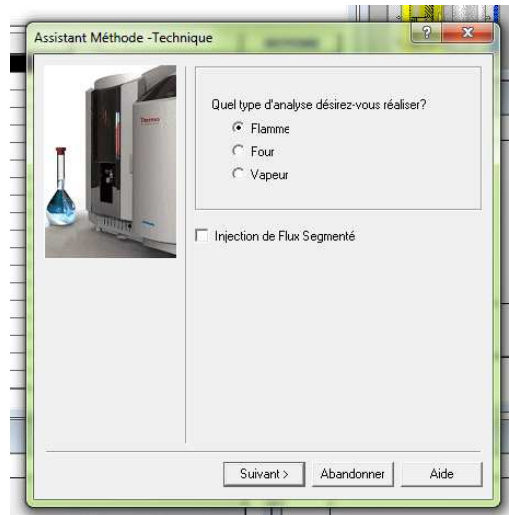 Assistant Méthode -Technique
Quel type d'analyse désirez-vous réaliser?
Flamme
Four
Vapeur
Injection de Flux Segmenté
Suivant >
Abandonner
Aide